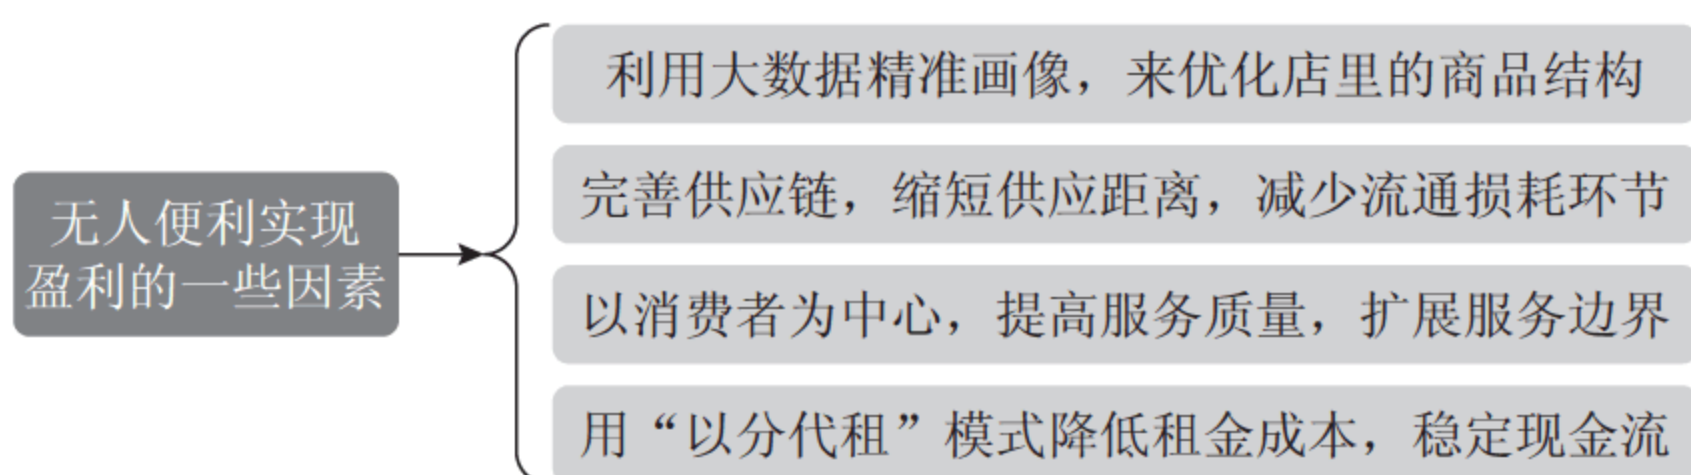 无人便利实现
盈利的一些因素
利用大数据精准画像，来优化店里的商品结构
完善供应链，缩短供应距离，减少流通损耗环节
以消费者为中心，提高服务质量，扩展服务边界
用“以分代租”模式降低租金成本，稳定现金流